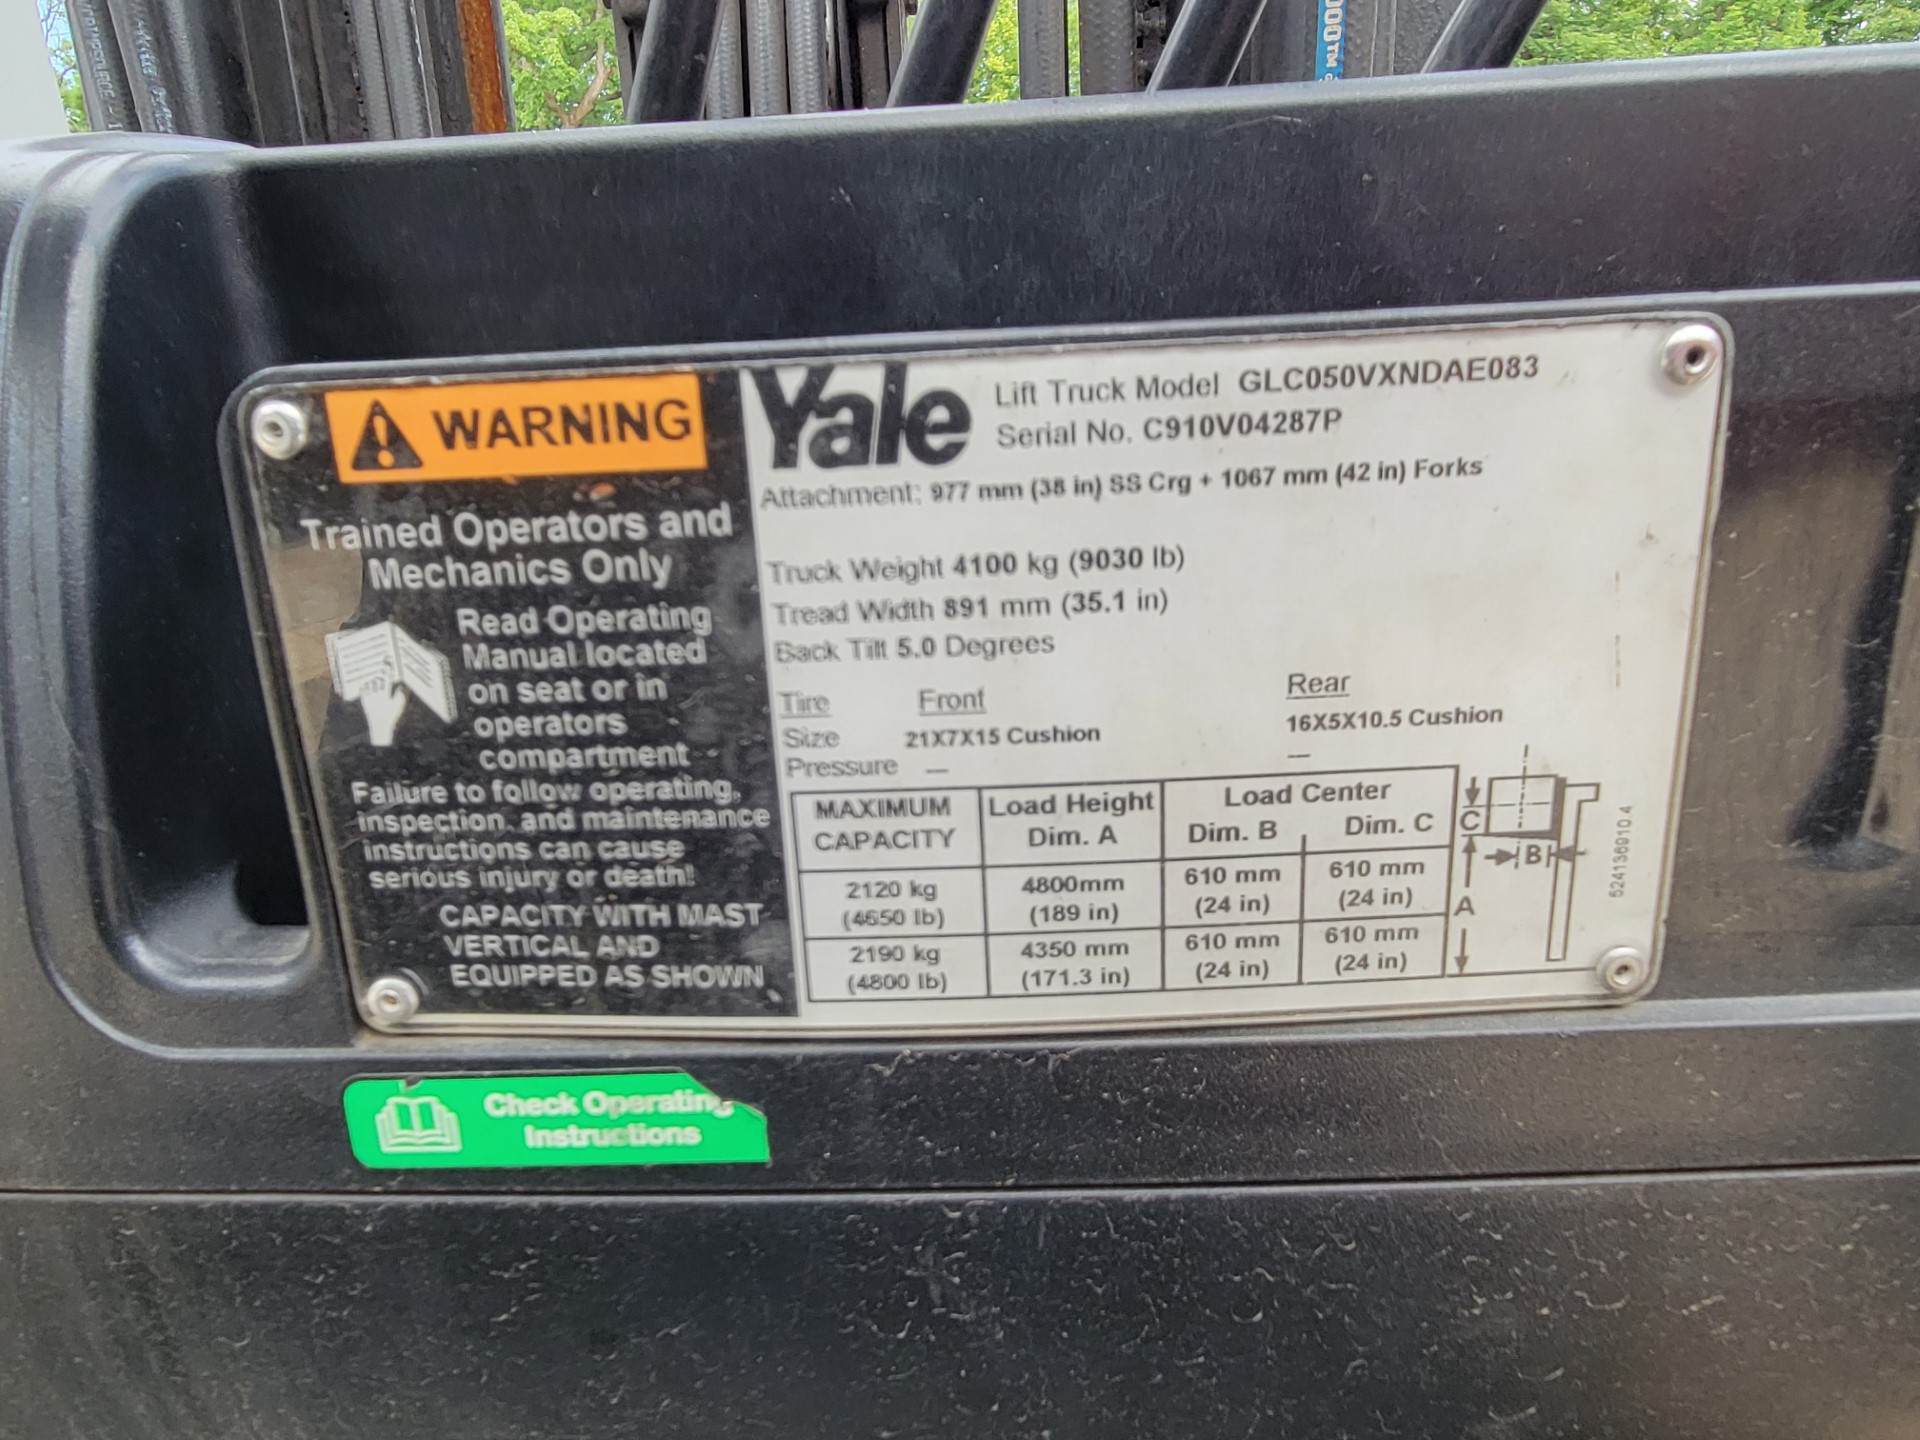 000TM
WARNING
Trained Operators and
Mechanics Only
Read Operating
Manual located
on seat or in
operators
compartment
Failure to follow operating,
inspection, and maintenance
instructions can cause
serious injury or death!
CAPACITY WITH MAST
VERTICAL AND
EQUIPPED AS SHOWN
Yale
Lift Truck Model GLC050VXNDAE083
Serial No. C910V04287P
Attachment: 977 mm (38 in) SS Crg + 1067 mm (42 in) Forks
Truck Weight 4100 kg (9030 lb)
Tread Width 891 mm (35.1 in)
Back Tilt 5.0 Degrees
Tire Front Rear
Size 21X7X15 Cushion 16X5X10.5 Cushion
Pressure — —
MAXIMUM CAPACITY Load Height Dim. A Load Center Dim. B Dim. C
2120 kg 4800mm 610 mm 610 mm
(4650 lb) (189 in) (24 in) (24 in)
2190 kg 4350 mm 610 mm 610 mm
(4800 lb) (171.3 in) (24 in) (24 in)
C
B
A
524136910.4
Check Operating
Instructions